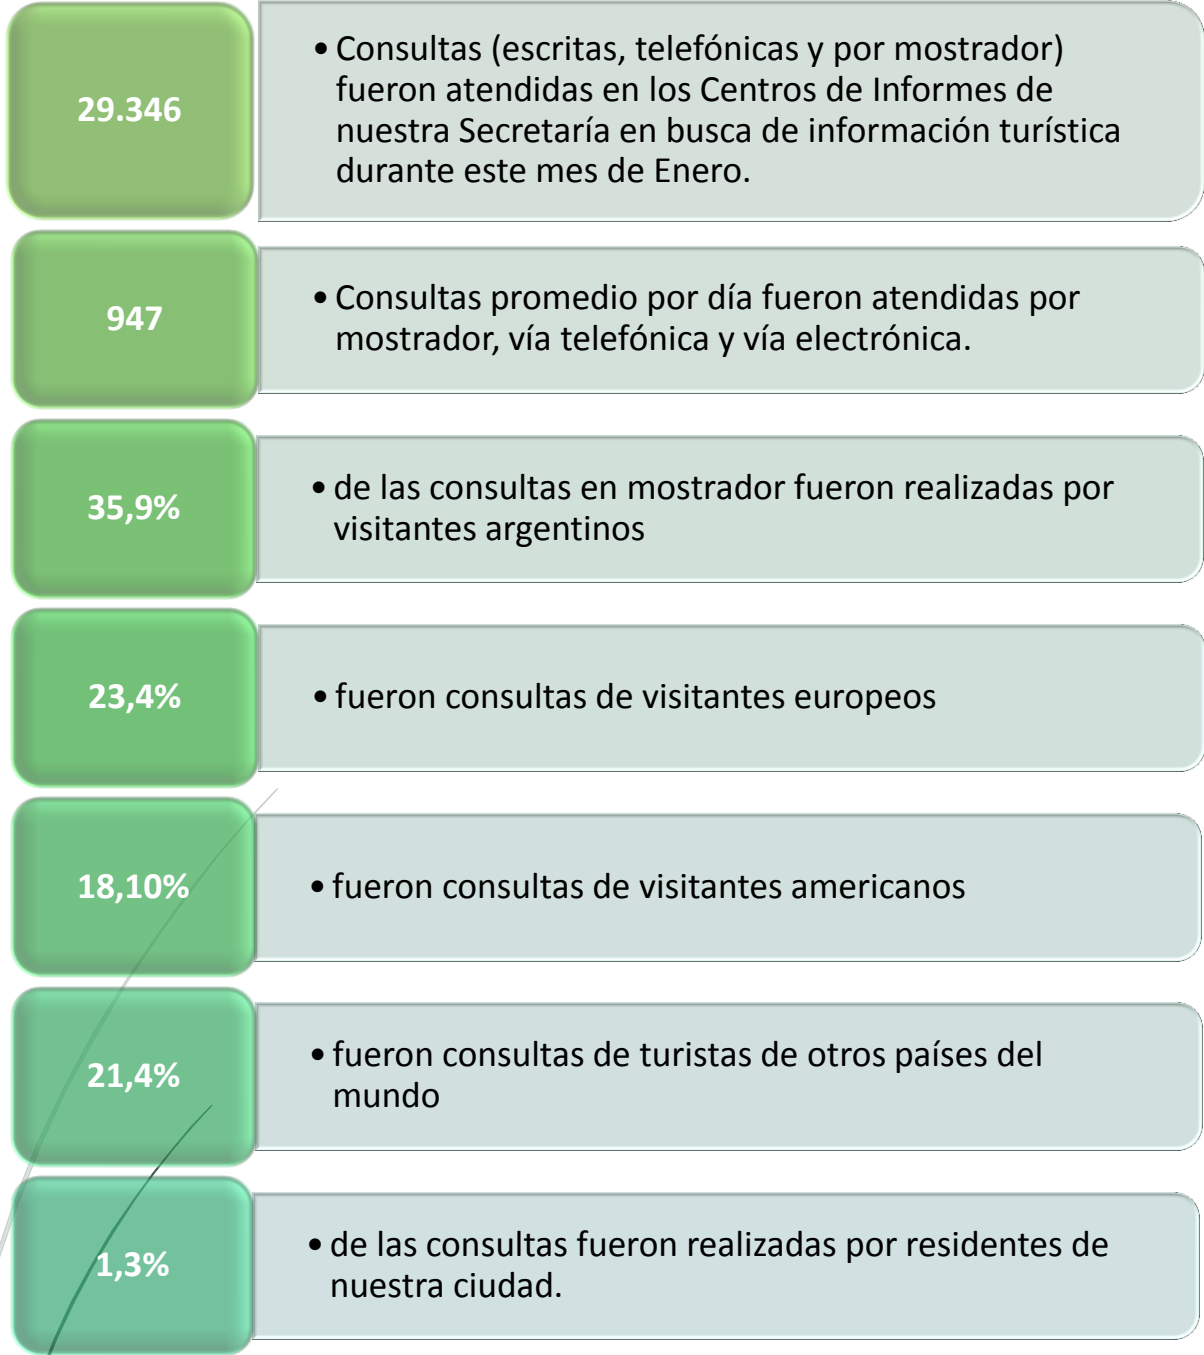 29.346
• Consultas (escritas, telefónicas y por mostrador)
fueron atendidas en los Centros de Informes de
nuestra Secretaría en busca de información turística
durante este mes de Enero.
947
• Consultas promedio por día fueron atendidas por
mostrador, vía telefónica y vía electrónica.
35,9%
• de las consultas en mostrador fueron realizadas por
visitantes argentinos
23,4%
• fueron consultas de visitantes europeos
18,10%
• fueron consultas de visitantes americanos
21,4%
• fueron consultas de turistas de otros países del
mundo
1,3%
• de las consultas fueron realizadas por residentes de
nuestra ciudad.